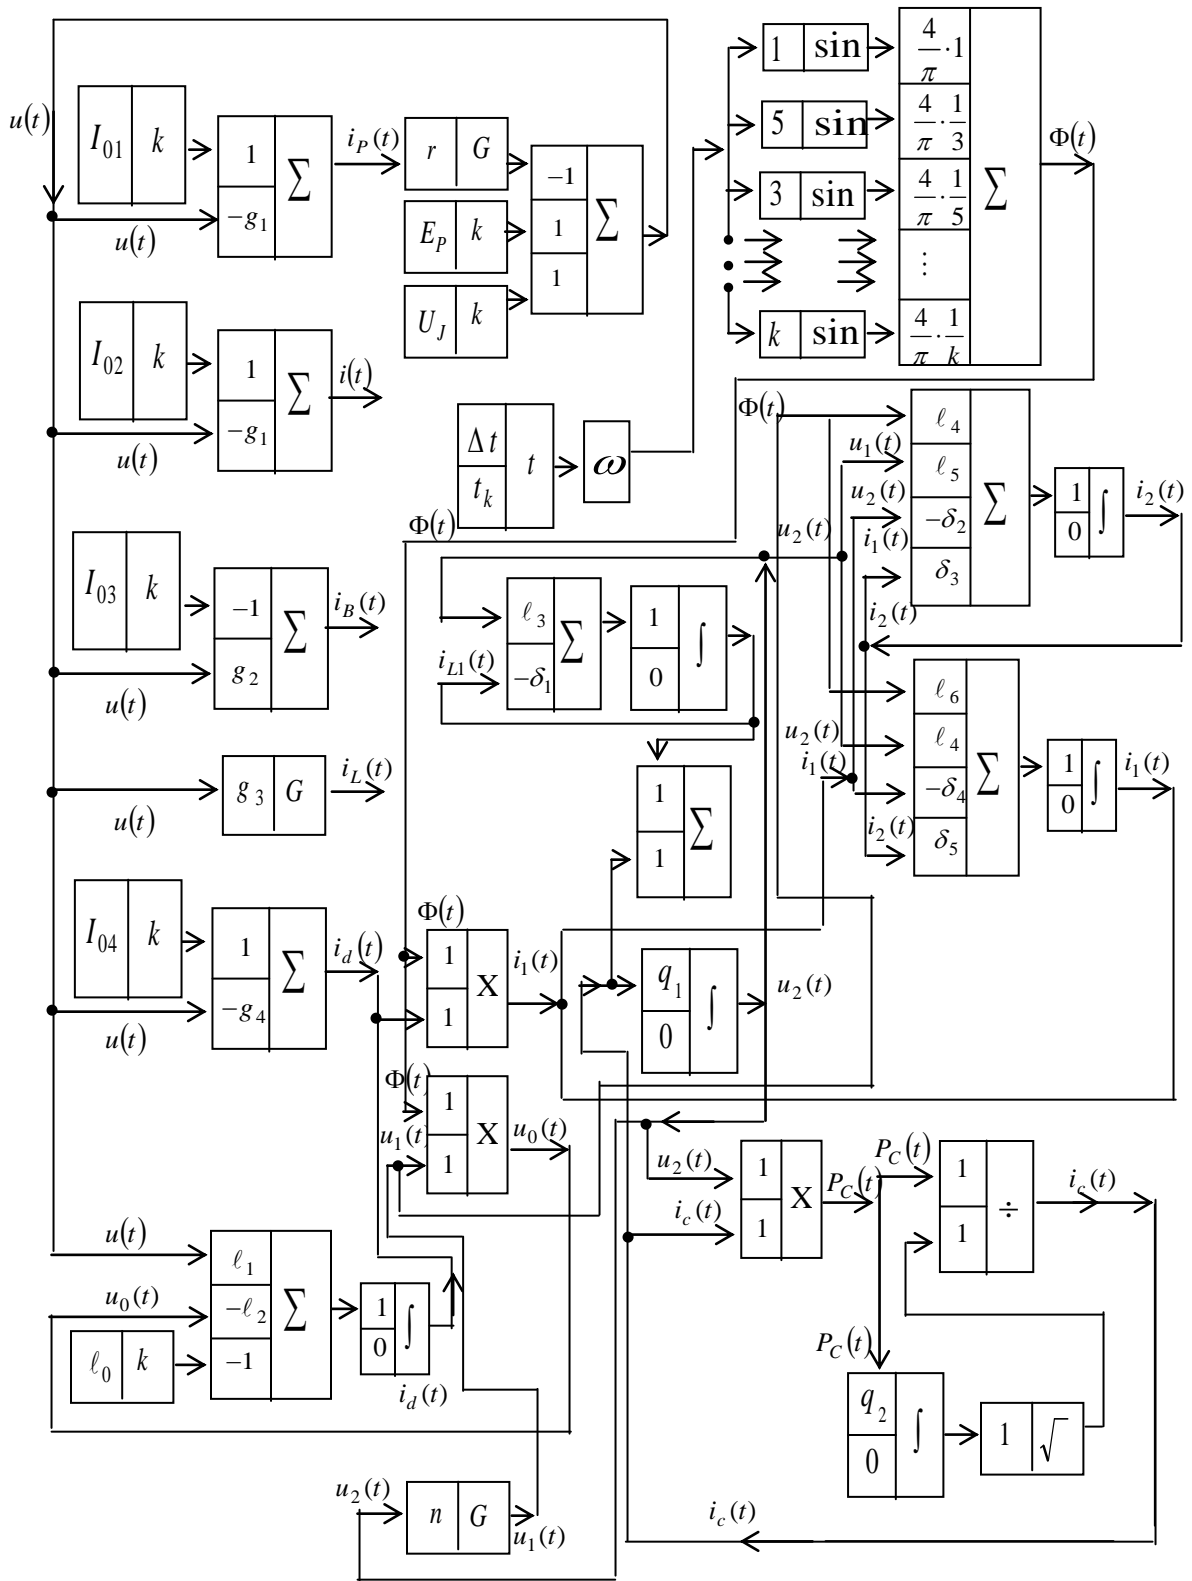 u(t)
I01 k
1
−g1
∑
u(t)
iP(t)
r G
EP k
UJ k
−1
1
1
∑
1 sin
5 sin
3 sin
k sin
4/π·1
4/π·1/3
4/π·1/5
⋮
4/π·1/k
∑
Φ(t)
I02 k
1
−g1
∑
u(t)
i(t)
Δt
tk
t
ω
Φ(t)
Φ(t)
u1(t)
u2(t)
i1(t)
i2(t)
ℓ4
ℓ5
−δ2
δ3
∑
1
0
∫
i2(t)
I03 k
−1
g2
∑
u(t)
iB(t)
u2(t)
iL1(t)
ℓ3
−δ1
∑
1
0
∫
u2(t)
i1(t)
i2(t)
ℓ6
ℓ4
−δ4
δ5
∑
1
0
∫
i1(t)
g3 G
u(t)
iL(t)
1
1
∑
I04 k
1
−g4
∑
u(t)
id(t)
Φ(t)
1
1
X
i1(t)
q1
0
∫
u2(t)
Φ(t)
u1(t)
1
1
X
u0(t)
u2(t)
ic(t)
1
1
X
PC(t)
PC(t)
1
1
÷
ic(t)
u(t)
u0(t)
ℓ0 k
ℓ1
−ℓ2
−1
∑
1
0
∫
id(t)
PC(t)
q2
0
∫
1 √
u2(t)
n G
u1(t)
ic(t)